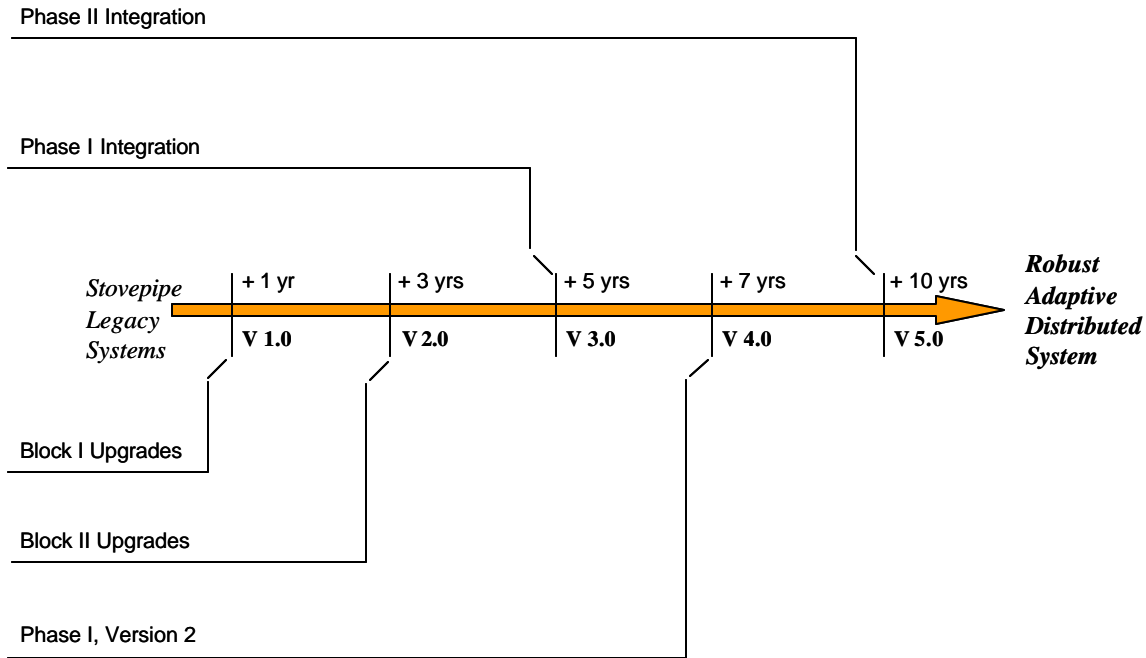 Phase II Integration
Phase I Integration
Stovepipe
Legacy
Systems
+ 1 yr
+ 3 yrs
+ 5 yrs
+ 7 yrs
+ 10 yrs
V 1.0
V 2.0
V 3.0
V 4.0
V 5.0
Robust
Adaptive
Distributed
System
Block I Upgrades
Block II Upgrades
Phase I, Version 2